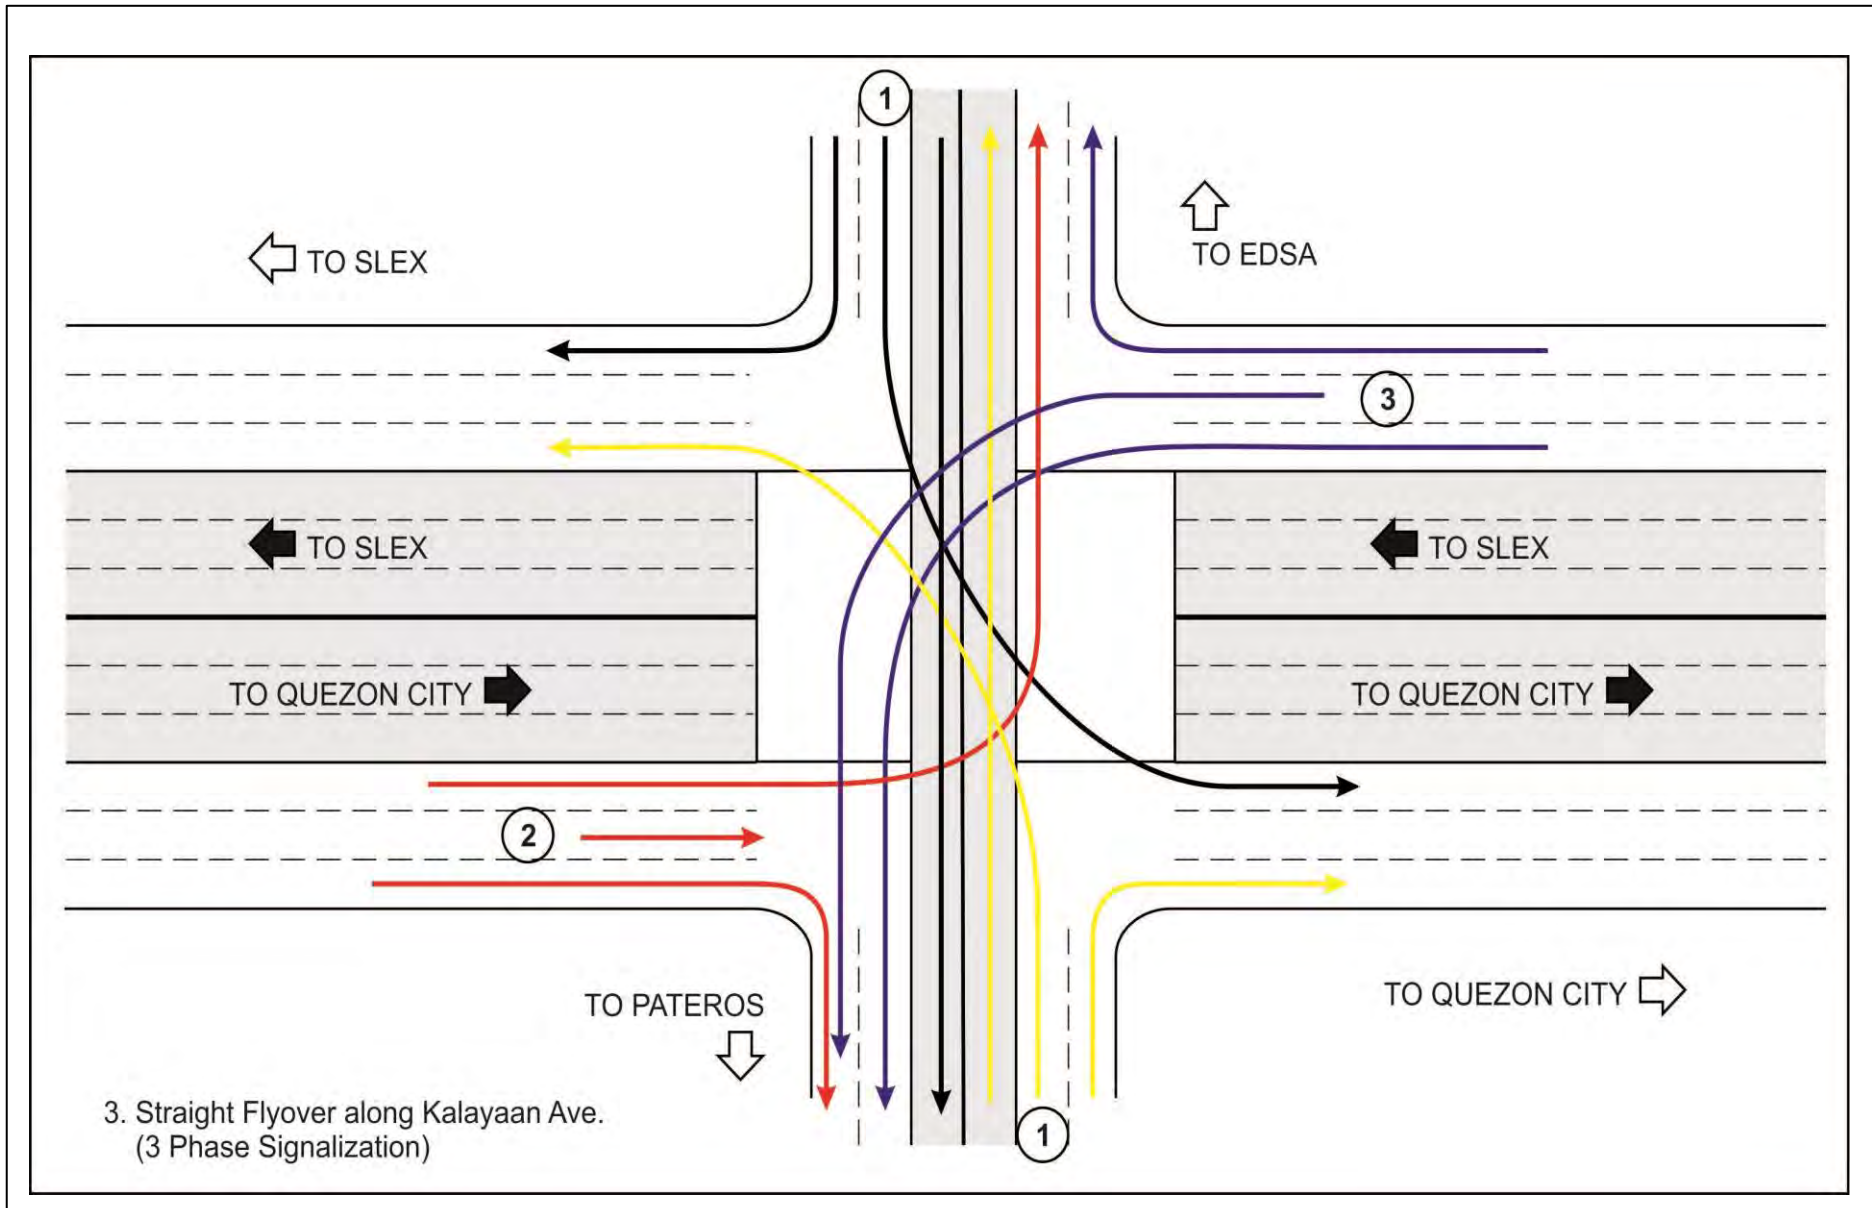 1
TO SLEX
TO EDSA
3
TO SLEX
TO SLEX
TO QUEZON CITY
TO QUEZON CITY
2
TO PATEROS
TO QUEZON CITY
3. Straight Flyover along Kalayaan Ave.
(3 Phase Signalization)
1